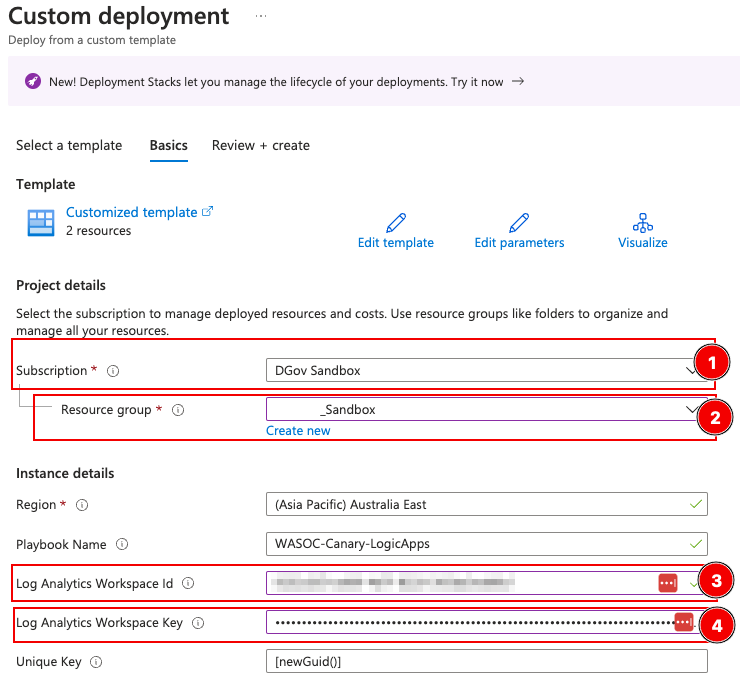 Custom deployment ...
Deploy from a custom template
New! Deployment Stacks let you manage the lifecycle of your deployments. Try it now →
Select a template Basics Review + create
Template
Customized template
2 resources
Edit template Edit parameters Visualize
Project details
Select the subscription to manage deployed resources and costs. Use resource groups like folders to organize and
manage all your resources.
Subscription * DGov Sandbox 1
Resource group * _Sandbox 2
Create new
Instance details
Region * (Asia Pacific) Australia East
Playbook Name WASOC-Canary-LogicApps
Log Analytics Workspace Id 3
Log Analytics Workspace Key 4
Unique Key [newGuid()]